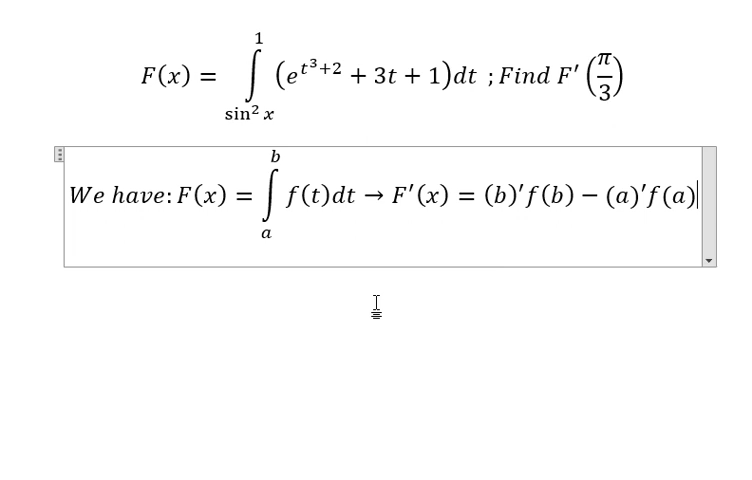 F(x) = ∫_{sin² x}^{1} (e^{t³+2} + 3t + 1)dt ; Find F′(π/3)
We have: F(x) = ∫_{a}^{b} f(t)dt → F′(x) = (b)′f(b) − (a)′f(a)